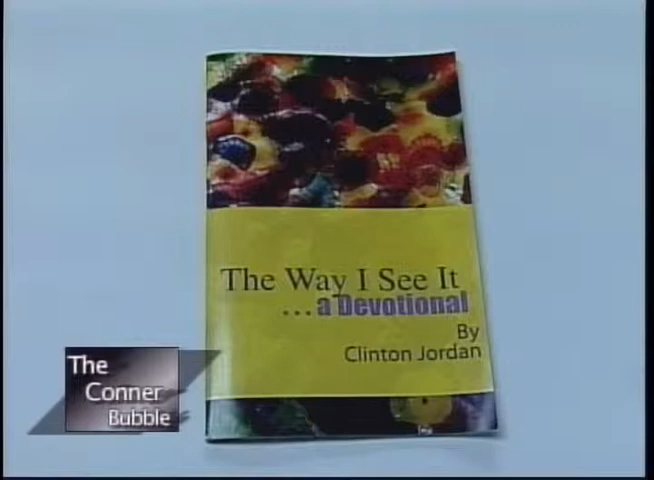 The Way I See It
...a Devotional
By
Clinton Jordan
The
Conner
Bubble